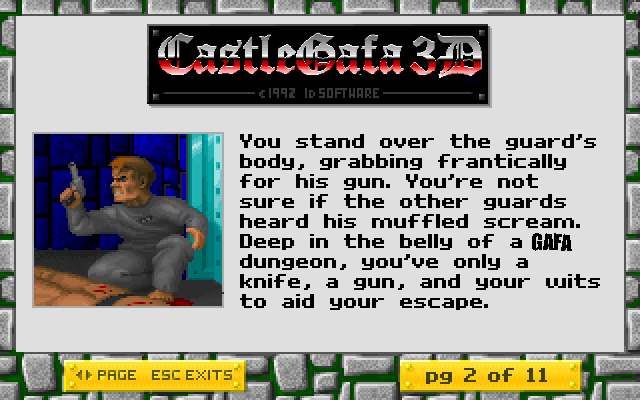 CastleGafa 3D
©1992 ID SOFTWARE
You stand over the guard's
body, grabbing frantically
for his gun. You're not
sure if the other guards
heard his muffled scream.
Deep in the belly of a GAFA
dungeon, you've only a
knife, a gun, and your wits
to aid your escape.
PAGE ESC EXITS
pg 2 of 11